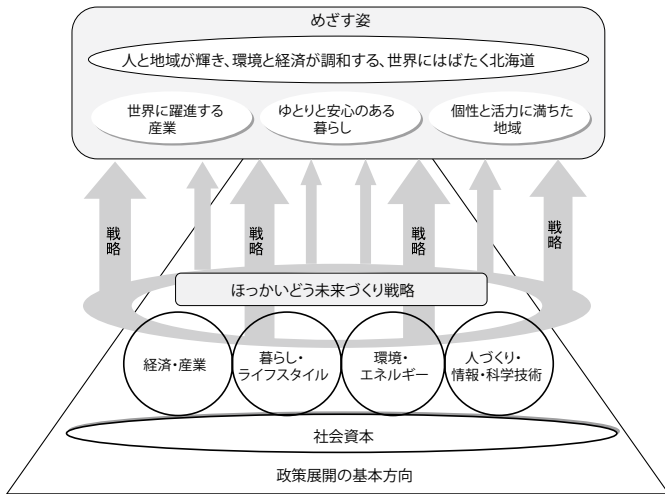 めざす姿
人と地域が輝き、環境と経済が調和する、世界にはばたく北海道
世界に躍進する
産業
ゆとりと安心のある
暮らし
個性と活力に満ちた
地域
戦略
戦略
戦略
戦略
ほっかいどう未来づくり戦略
経済・産業
暮らし・
ライフスタイル
環境・
エネルギー
人づくり・
情報・科学技術
社会資本
政策展開の基本方向